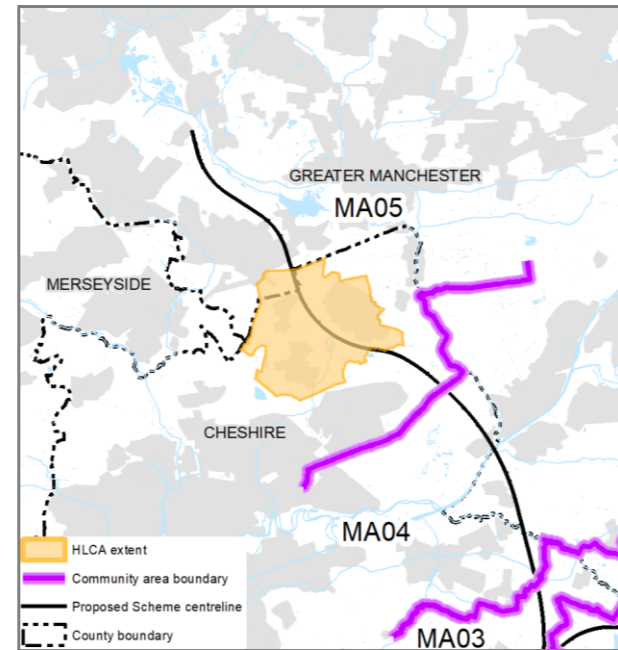 GREATER MANCHESTER
MA05
MERSEYSIDE
CHESHIRE
MA04
MA03
HLCA extent
Community area boundary
Proposed Scheme centreline
County boundary